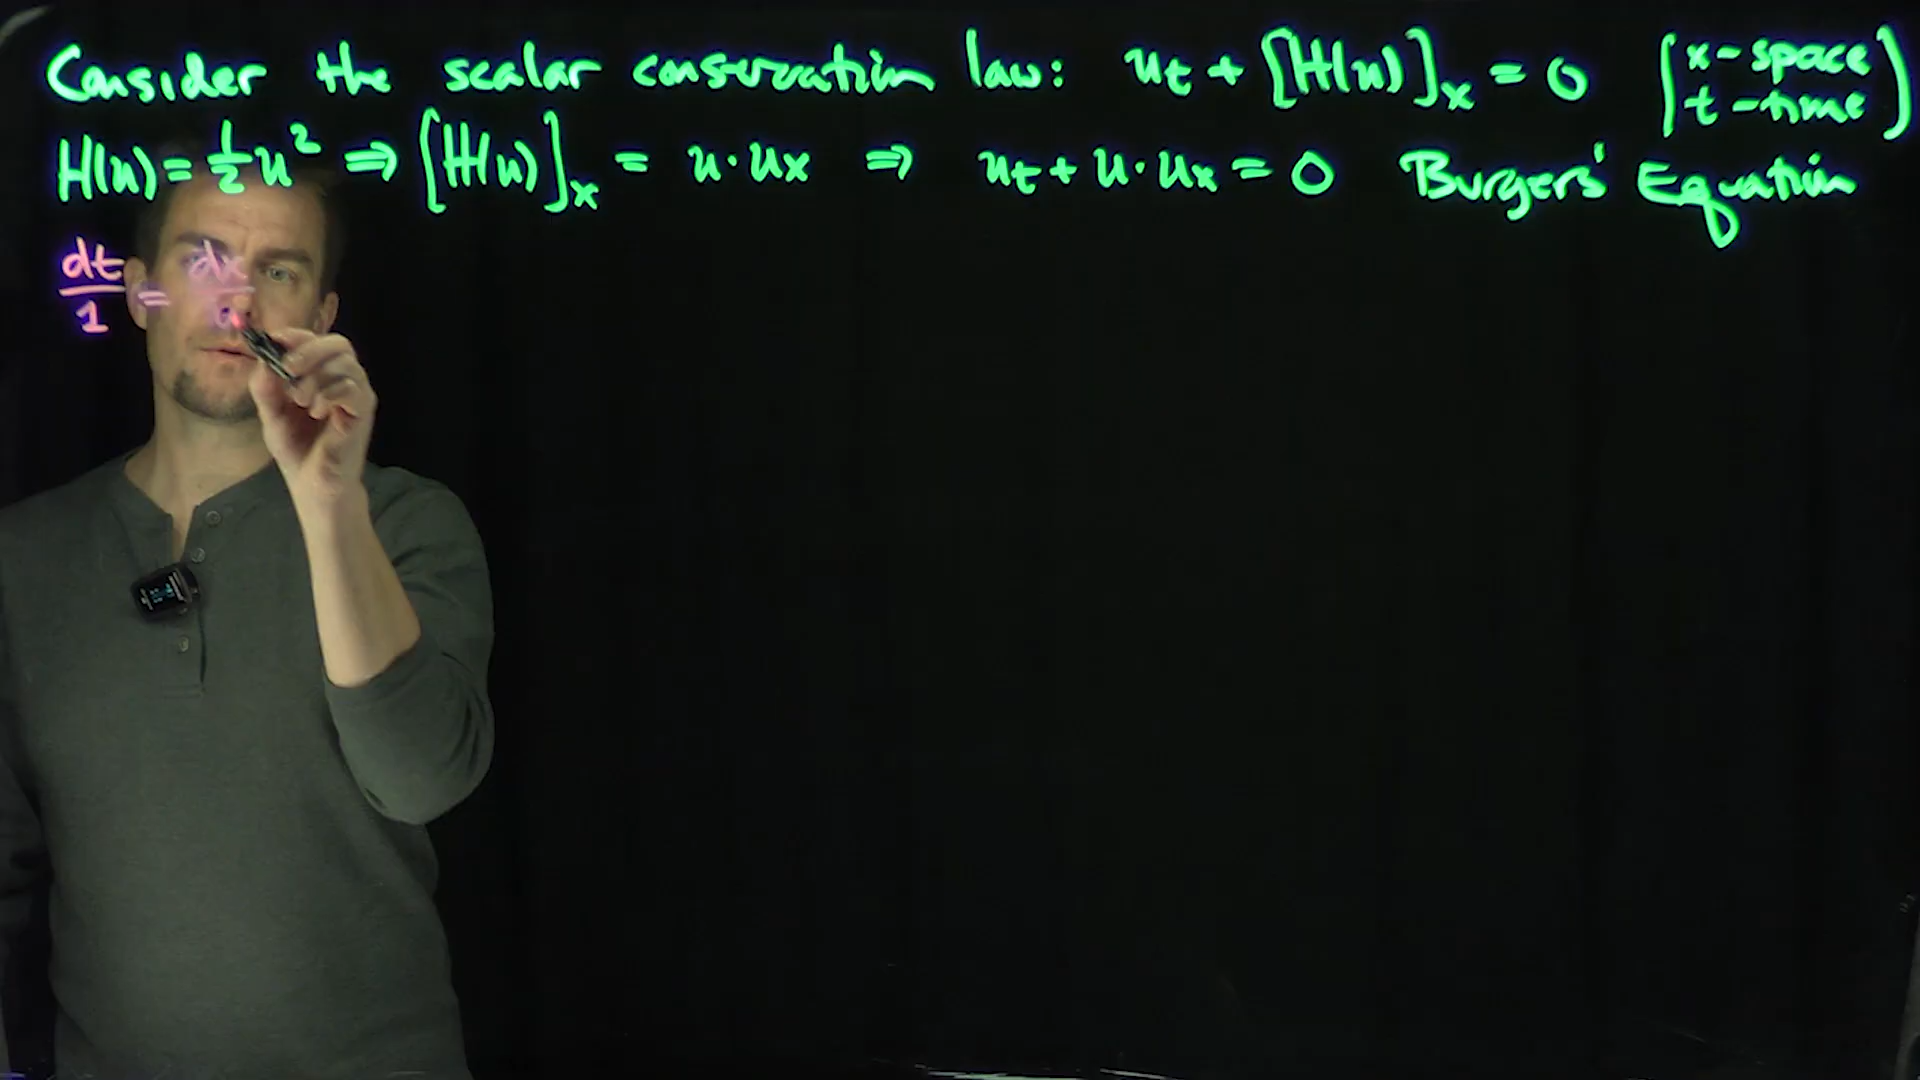 Consider the scalar conservation law: u_t + [H(u)]_x = 0 (x-space
t-time)
H(u) = ½u² ⇒ [H(u)]_x = u·u_x ⇒ u_t + u·u_x = 0 Burgers' Equation
dt/1 = dx